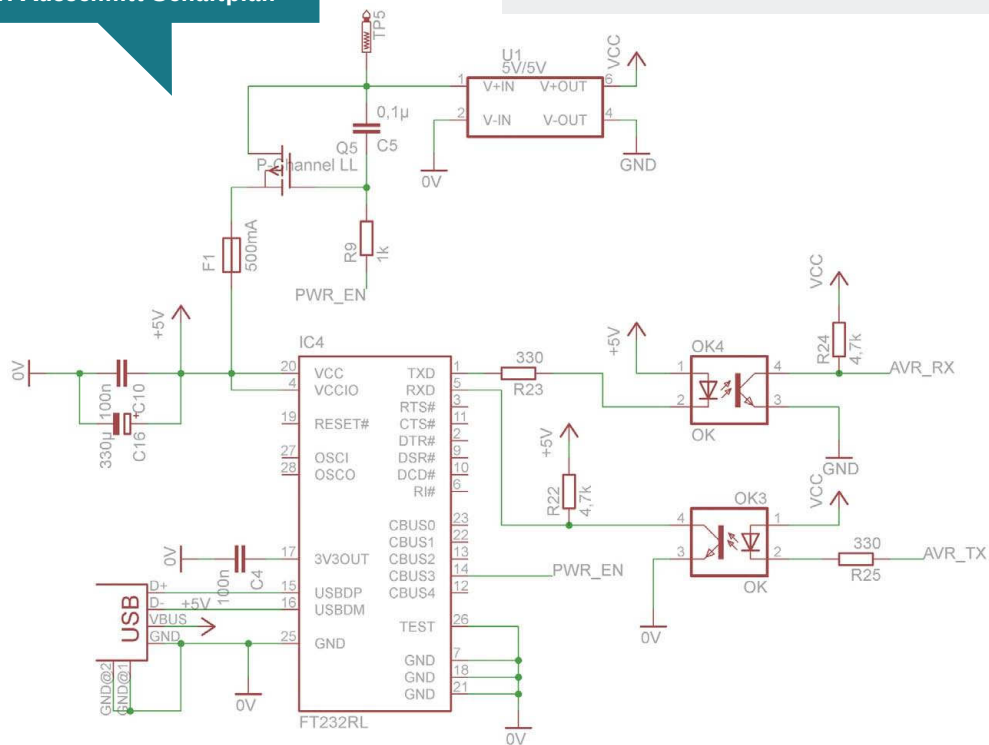 TP5
U1
5V/5V
VCC
1 V+IN V+OUT 6
2 V-IN V-OUT 4
0V
GND
0,1µ
C5
Q5
P-Channel LL
F1
500mA
R9
1k
PWR_EN
+5V
0V
100n C10
330µ C16 +
IC4
20 VCC TXD 1
4 VCCIO RXD 5
RTS# 3
19 RESET# CTS# 11
DTR# 2
27 OSCI DSR# 9
28 OSCO DCD# 10
RI# 6
CBUS0 23
CBUS1 22
17 3V3OUT CBUS2 13
CBUS3 14
15 USBDP CBUS4 12
16 USBDM
TEST 26
25 GND
GND 7
GND 18
GND 21
FT232RL
0V
100n C4
USB
D+
D-
VBUS
GND
+5V
GND@2
GND@1
0V
0V
PWR_EN
330
R23
+5V
OK4
1
2
4
3
OK
VCC
R24
4,7k
AVR_RX
GND
+5V
R22
4,7k
OK3
4
3
1
2
OK
VCC
330
R25
AVR_TX
0V